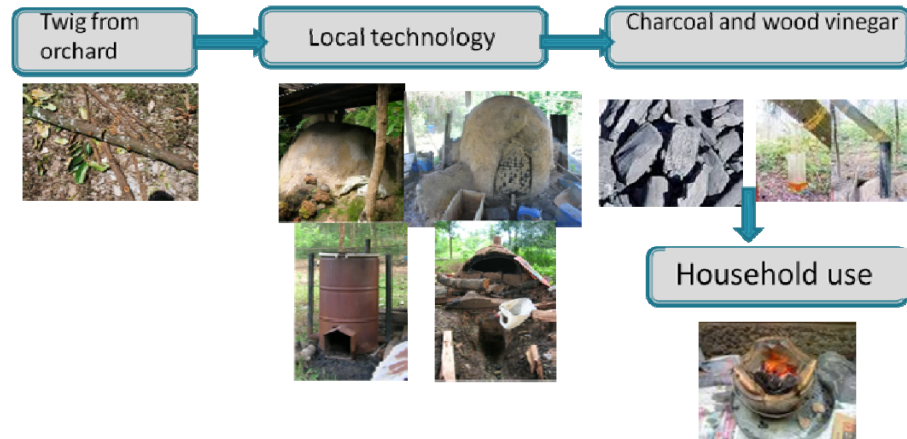 Twig from
orchard
Local technology
Charcoal and wood vinegar
Household use